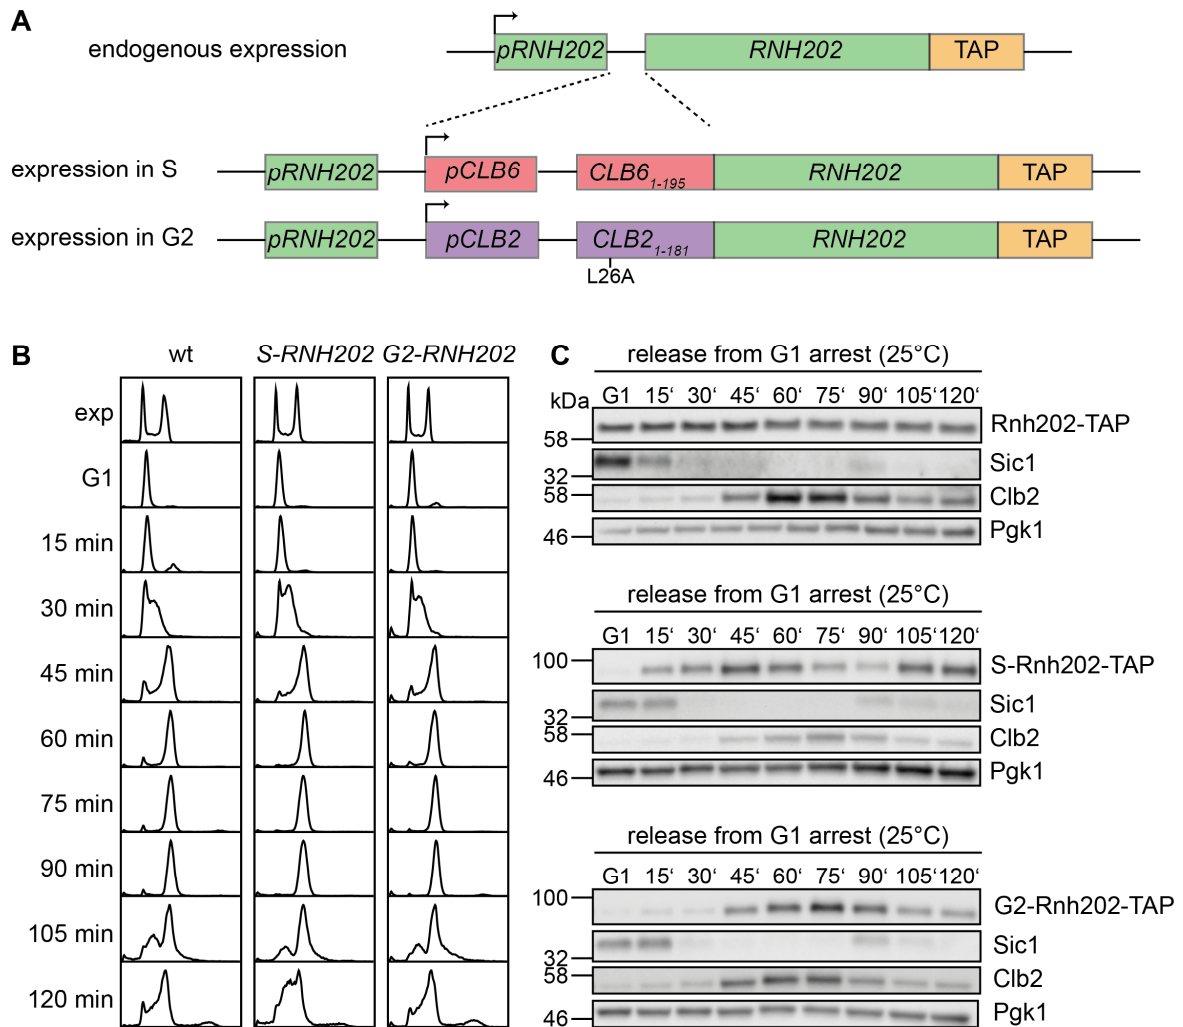 A
endogenous expression pRNH202 RNH202 TAP
expression in S pRNH202 pCLB6 CLB6 1-195 RNH202 TAP
expression in G2 pRNH202 pCLB2 CLB2 1-181 RNH202 TAP
L26A
B
wt S-RNH202 G2-RNH202
exp
G1
15 min
30 min
45 min
60 min
75 min
90 min
105 min
120 min
C
release from G1 arrest (25°C)
kDa G1 15‘ 30‘ 45‘ 60‘ 75‘ 90‘ 105‘ 120‘
58 Rnh202-TAP
32 Sic1
58 Clb2
46 Pgk1
release from G1 arrest (25°C)
G1 15‘ 30‘ 45‘ 60‘ 75‘ 90‘ 105‘ 120‘
100 S-Rnh202-TAP
32 Sic1
58 Clb2
46 Pgk1
release from G1 arrest (25°C)
G1 15‘ 30‘ 45‘ 60‘ 75‘ 90‘ 105‘ 120‘
100 G2-Rnh202-TAP
32 Sic1
58 Clb2
46 Pgk1